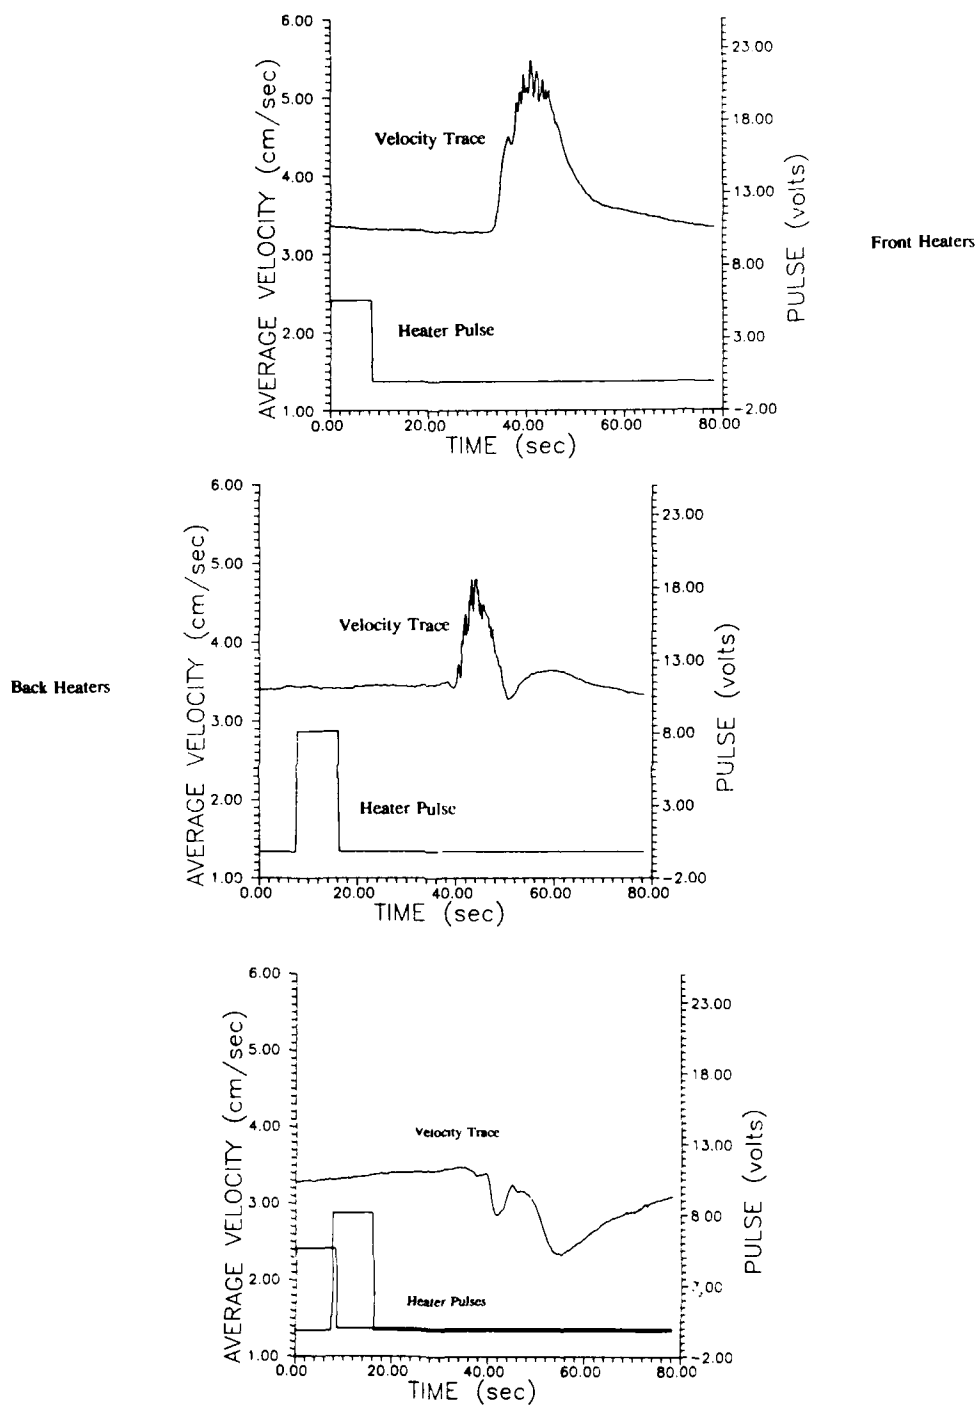 6.00
5.00
4.00
3.00
2.00
1.00
AVERAGE VELOCITY (cm/sec)
Velocity Trace
Heater Pulse
23.00
18.00
13.00
8.00
3.00
-2.00
PULSE (volts)
Front Heaters
0.00 20.00 40.00 60.00 80.00
TIME (sec)
Back Heaters
6.00
5.00
4.00
3.00
2.00
1.00
AVERAGE VELOCITY (cm/sec)
Velocity Trace
Heater Pulse
23.00
18.00
13.00
8.00
3.00
-2.00
PULSE (volts)
0.00 20.00 40.00 60.00 80.00
TIME (sec)
6.00
5.00
4.00
3.00
2.00
1.00
AVERAGE VELOCITY (cm/sec)
Velocity Trace
Heater Pulses
23.00
18.00
13.00
8.00
-2.00
PULSE (volts)
0.00 20.00 40.00 60.00 80.00
TIME (sec)